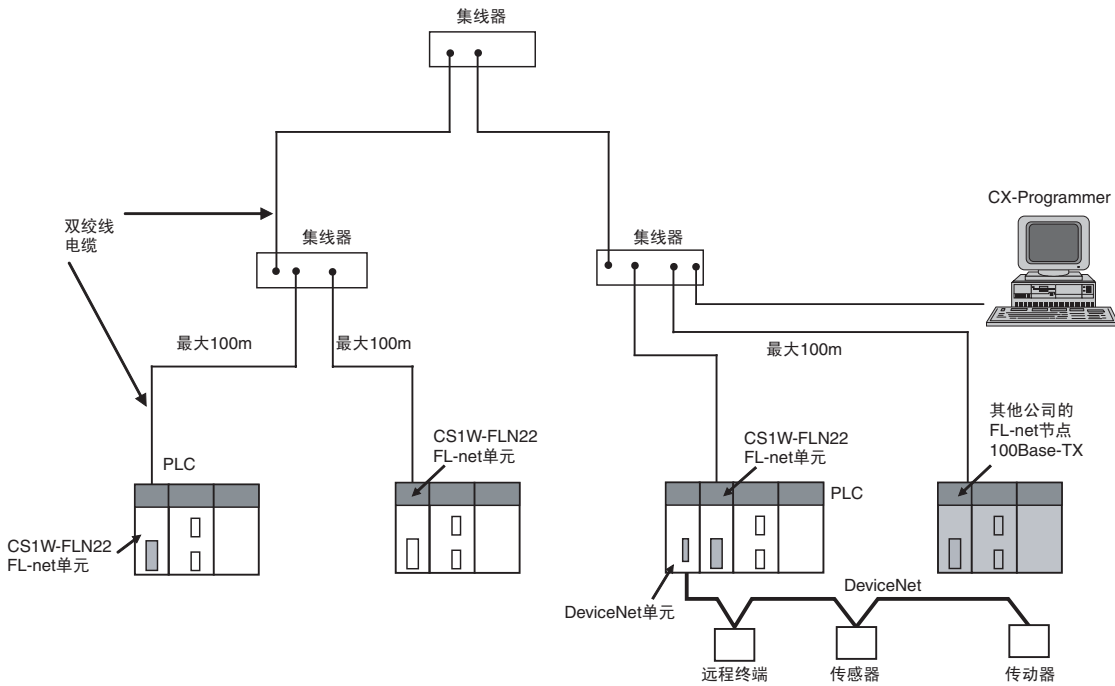 集线器
CX-Programmer
双绞线
电缆
集线器
集线器
最大100m
最大100m
最大100m
其他公司的
FL-net节点
100Base-TX
CS1W-FLN22
FL-net单元
CS1W-FLN22
FL-net单元
PLC
PLC
CS1W-FLN22
FL-net单元
DeviceNet
DeviceNet单元
远程终端
传感器
传动器